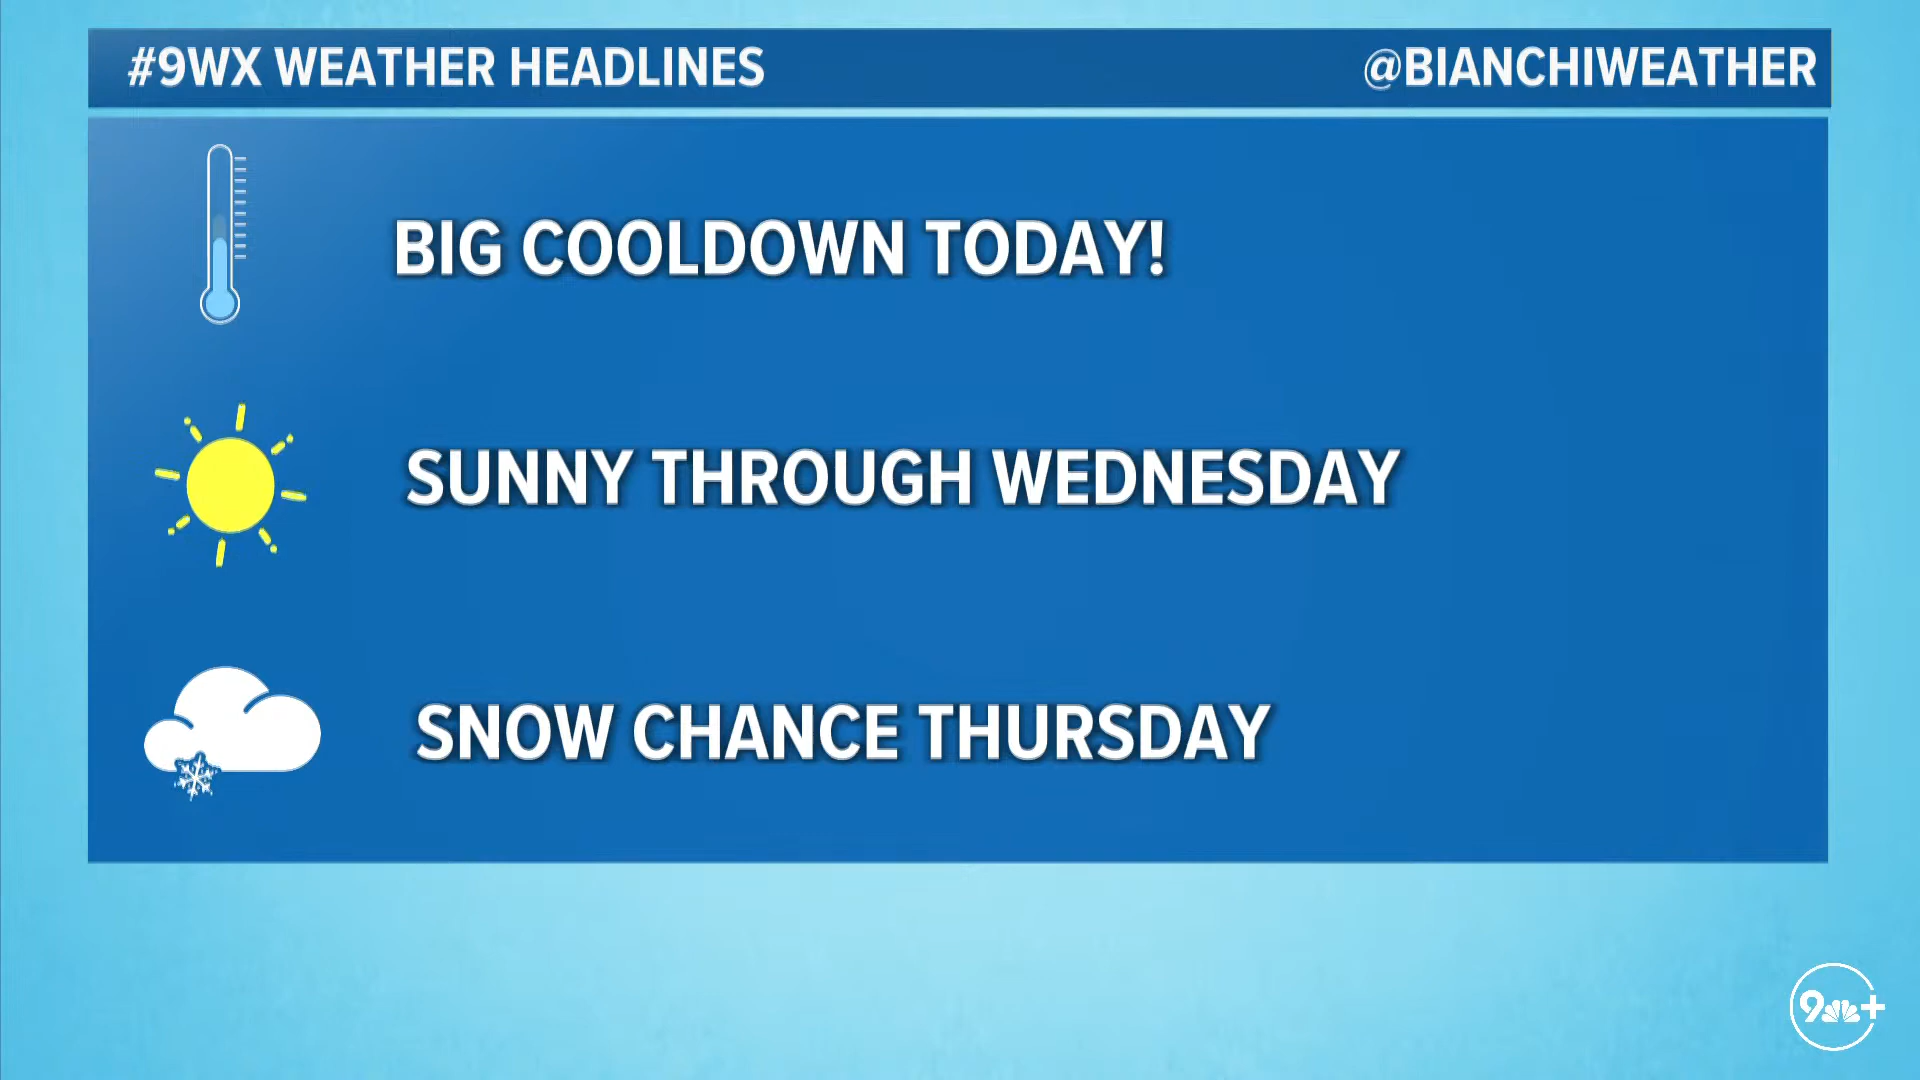 #9WX WEATHER HEADLINES
@BIANCHIWEATHER
BIG COOLDOWN TODAY!
SUNNY THROUGH WEDNESDAY
SNOW CHANCE THURSDAY
9+